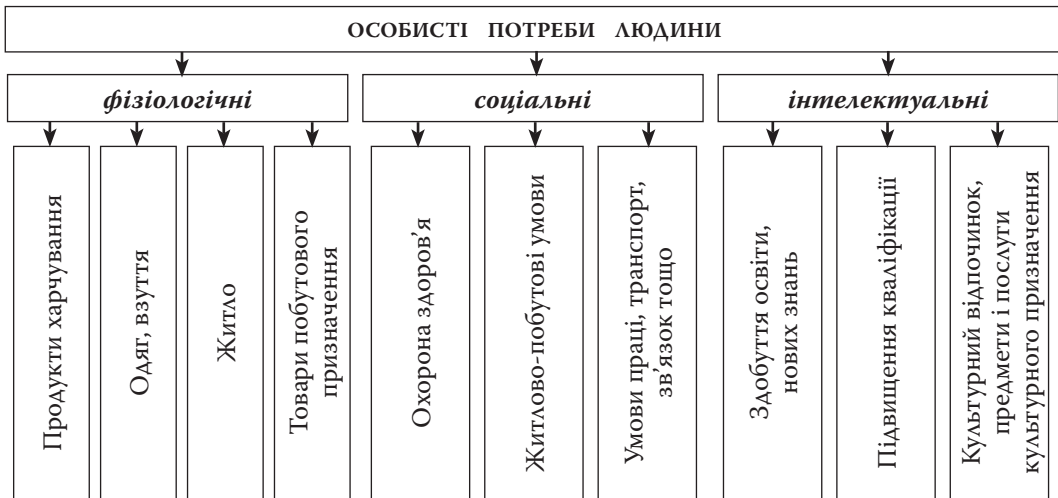 ОСОБИСТІ ПОТРЕБИ ЛЮДИНИ
фізіологічні
соціальні
інтелектуальні
Продукти харчування
Одяг, взуття
Житло
Товари побутового
призначення
Охорона здоров'я
Житлово-побутові умови
Умови праці, транспорт,
зв'язок тощо
Здобуття освіти,
нових знань
Підвищення кваліфікації
Культурний відпочинок,
предмети і послуги
культурного призначення